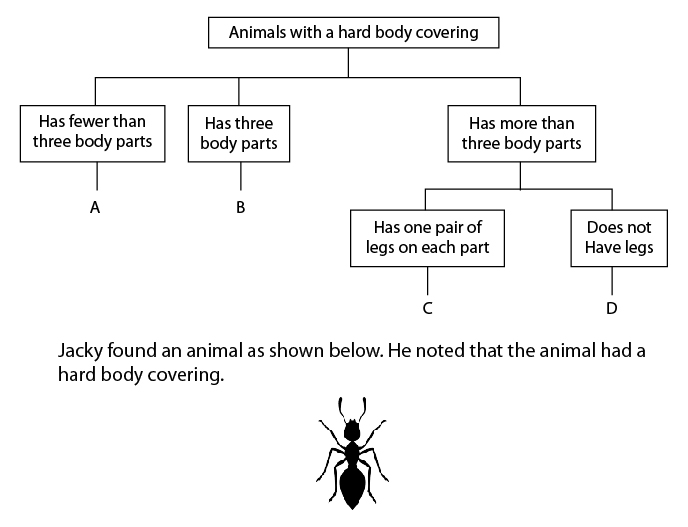 Animals with a hard body covering
Has fewer than
three body parts
Has three
body parts
Has more than
three body parts
A
B
Has one pair of
legs on each part
Does not
Have legs
C
D
Jacky found an animal as shown below. He noted that the animal had a
hard body covering.